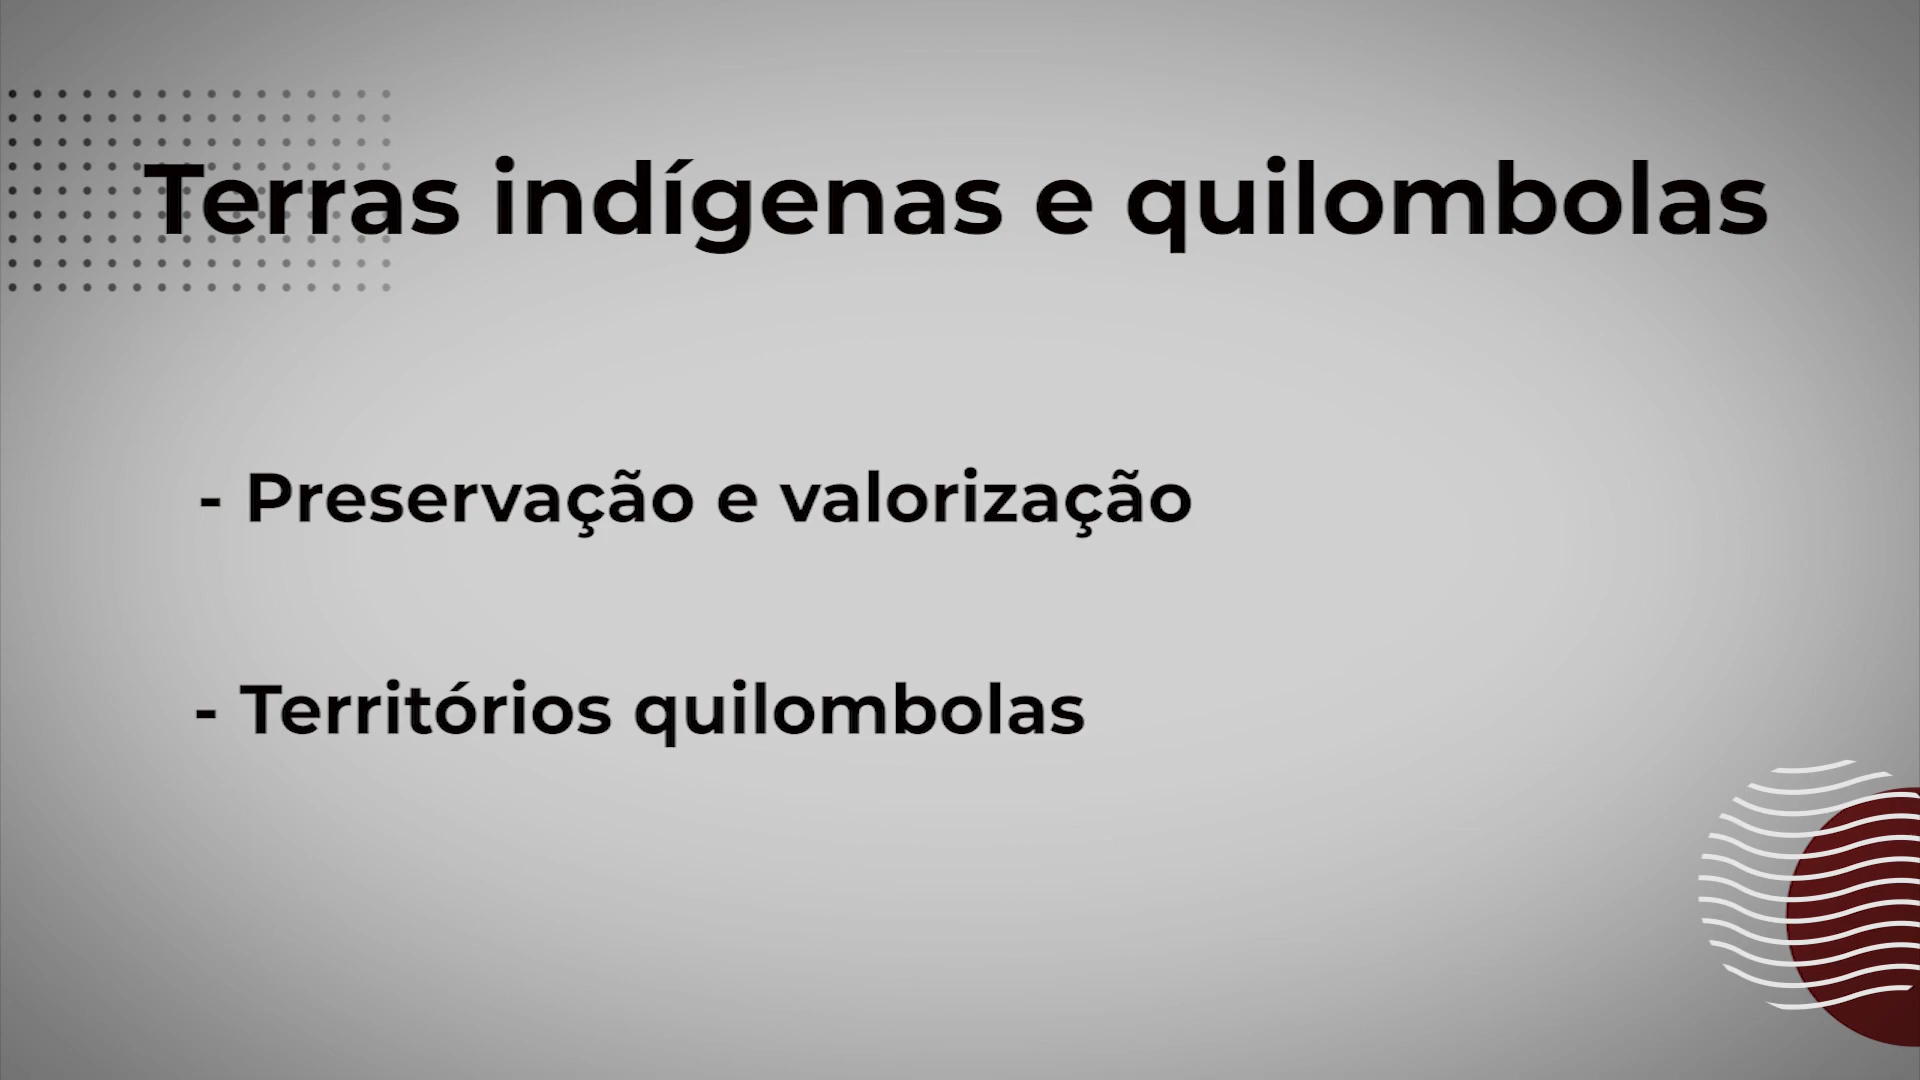 Terras indígenas e quilombolas
- Preservação e valorização
- Territórios quilombolas